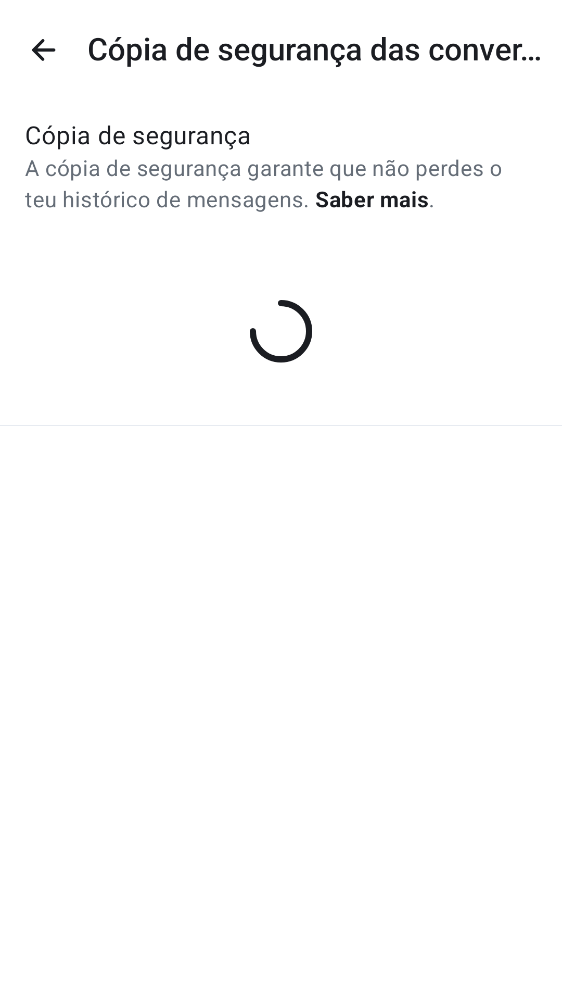 Cópia de segurança das conver...
Cópia de segurança
A cópia de segurança garante que não perdes o
teu histórico de mensagens. Saber mais.